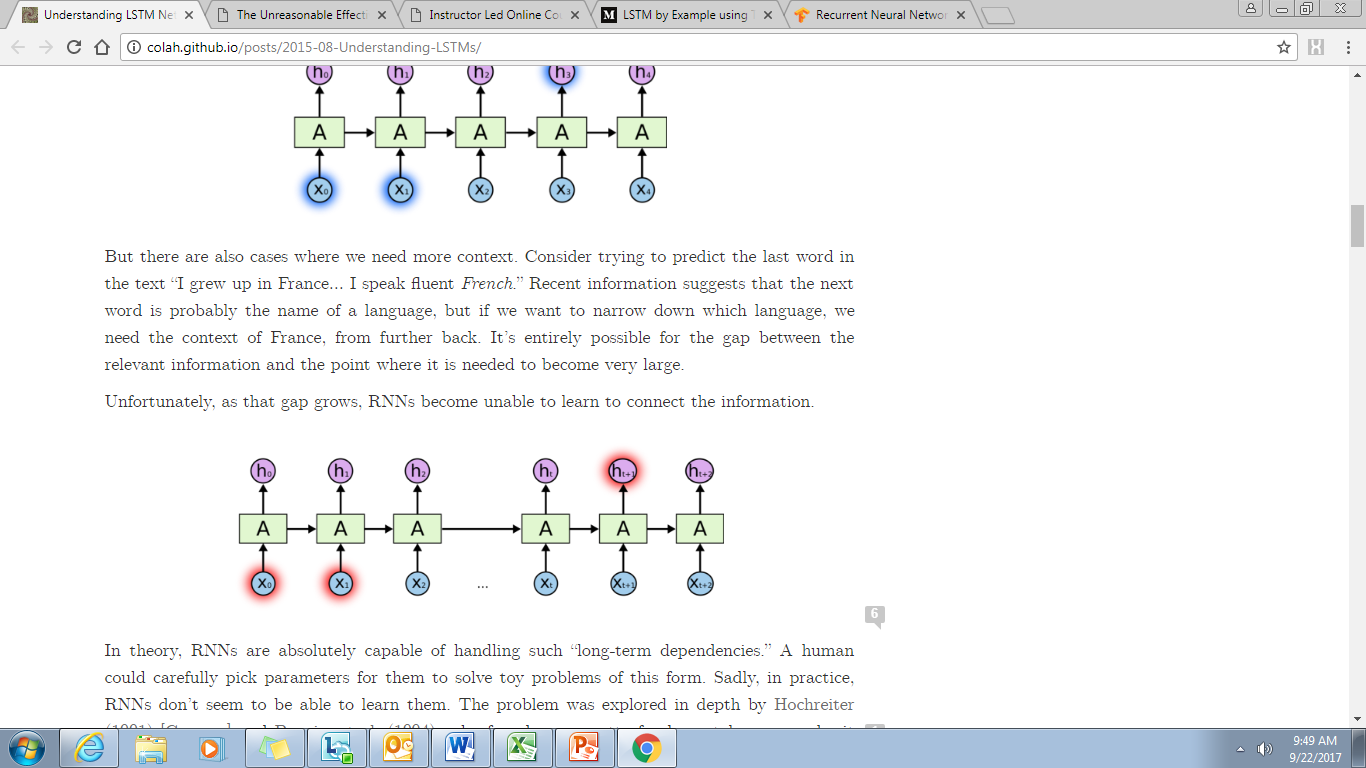 Understanding LSTM Net
The Unreasonable Effecti
Instructor Led Online Cou
LSTM by Example using T
Recurrent Neural Networ
colah.github.io/posts/2015-08-Understanding-LSTMs/
h0 h1 h2 h3 h4
A A A A A
x0 x1 x2 x3 x4
But there are also cases where we need more context. Consider trying to predict the last word in
the text “I grew up in France… I speak fluent French.” Recent information suggests that the next
word is probably the name of a language, but if we want to narrow down which language, we
need the context of France, from further back. It’s entirely possible for the gap between the
relevant information and the point where it is needed to become very large.
Unfortunately, as that gap grows, RNNs become unable to learn to connect the information.
h0 h1 h2 ht ht+1 ht+2
A A A A A A
x0 x1 x2 ... xt xt+1 xt+2
6
In theory, RNNs are absolutely capable of handling such “long-term dependencies.” A human
could carefully pick parameters for them to solve toy problems of this form. Sadly, in practice,
RNNs don’t seem to be able to learn them. The problem was explored in depth by Hochreiter
9:49 AM
9/22/2017